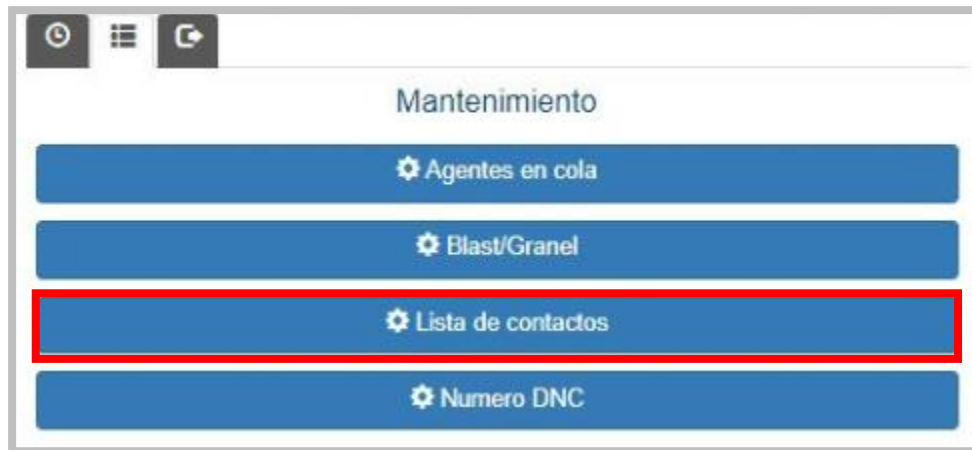 Mantenimiento
Agentes en cola
Blast/Granel
Lista de contactos
Numero DNC